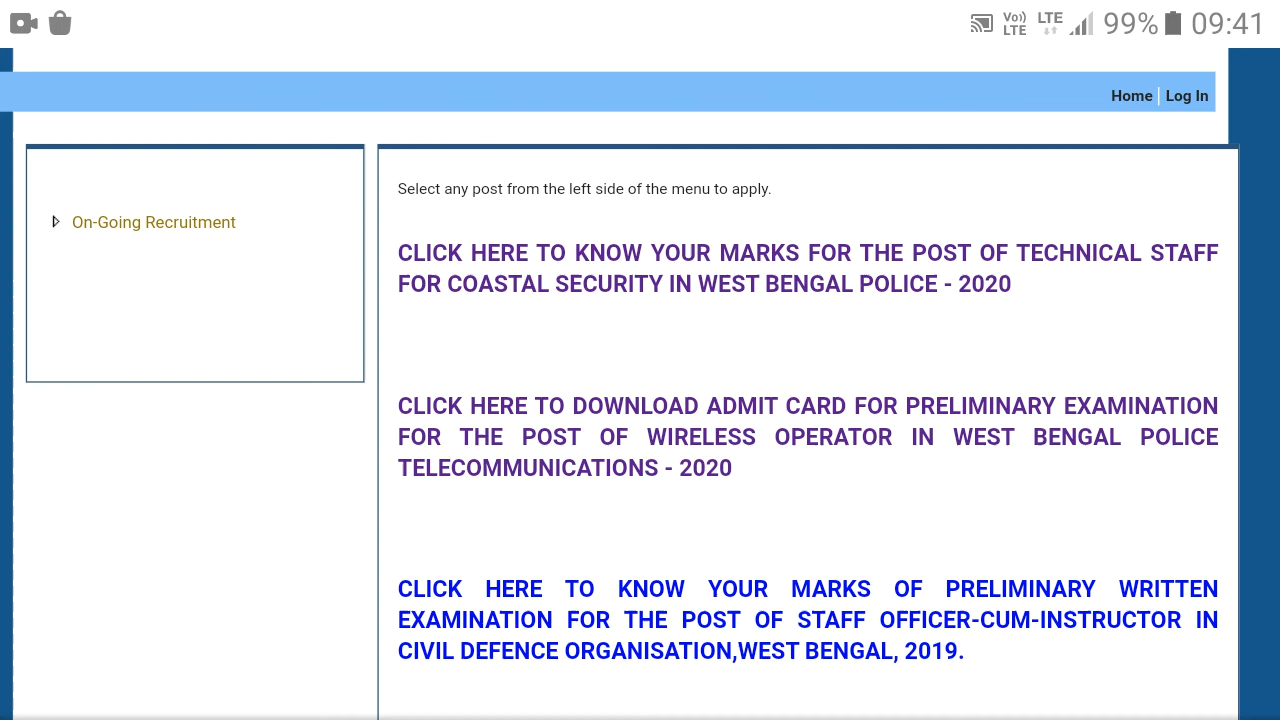 Vo)) LTE LTE 99% 09:41
Home | Log In
On-Going Recruitment
Select any post from the left side of the menu to apply.
CLICK HERE TO KNOW YOUR MARKS FOR THE POST OF TECHNICAL STAFF
FOR COASTAL SECURITY IN WEST BENGAL POLICE - 2020
CLICK HERE TO DOWNLOAD ADMIT CARD FOR PRELIMINARY EXAMINATION
FOR THE POST OF WIRELESS OPERATOR IN WEST BENGAL POLICE
TELECOMMUNICATIONS - 2020
CLICK HERE TO KNOW YOUR MARKS OF PRELIMINARY WRITTEN
EXAMINATION FOR THE POST OF STAFF OFFICER-CUM-INSTRUCTOR IN
CIVIL DEFENCE ORGANISATION,WEST BENGAL, 2019.